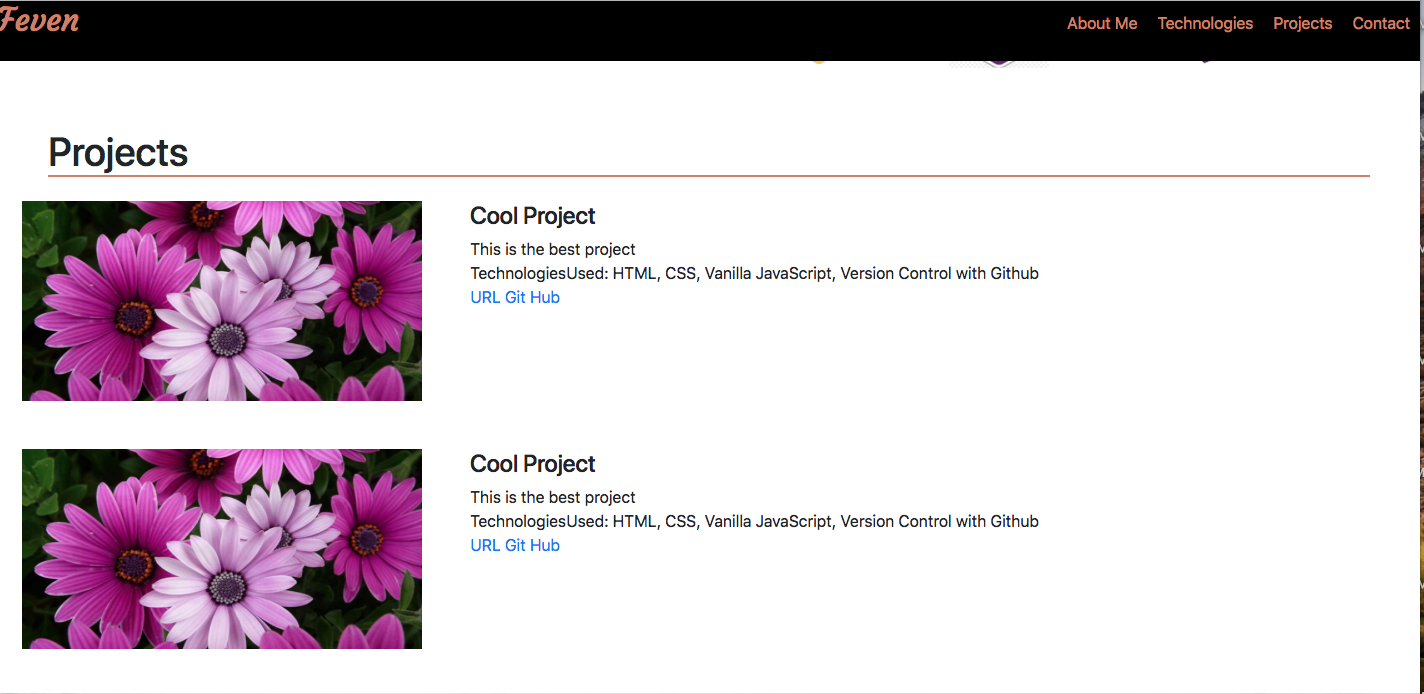 Feven
About Me Technologies Projects Contact
Projects
Cool Project
This is the best project
TechnologiesUsed: HTML, CSS, Vanilla JavaScript, Version Control with Github
URL Git Hub
Cool Project
This is the best project
TechnologiesUsed: HTML, CSS, Vanilla JavaScript, Version Control with Github
URL Git Hub